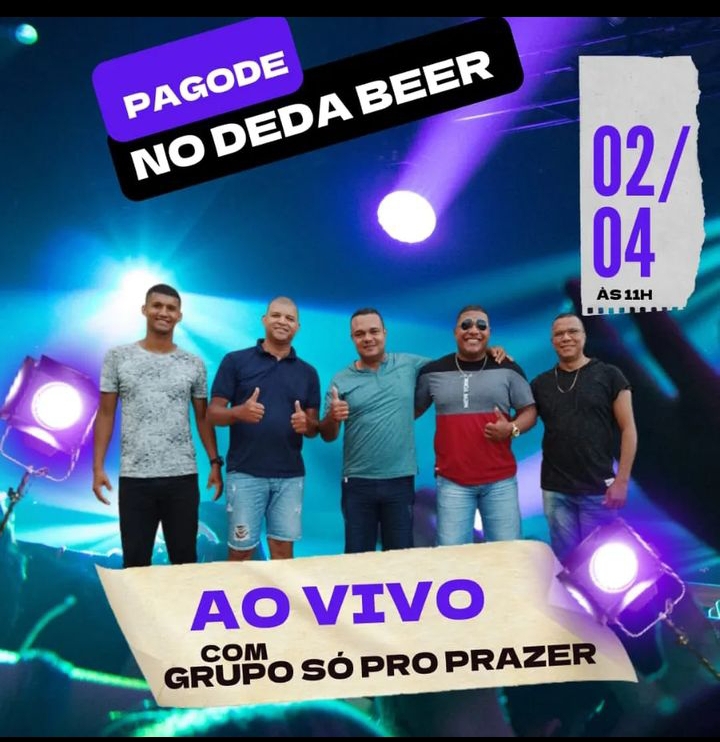 PAGODE
NO DEDA BEER
02/
04
ÀS 11H
AO VIVO
COM
GRUPO SÓ PRO PRAZER